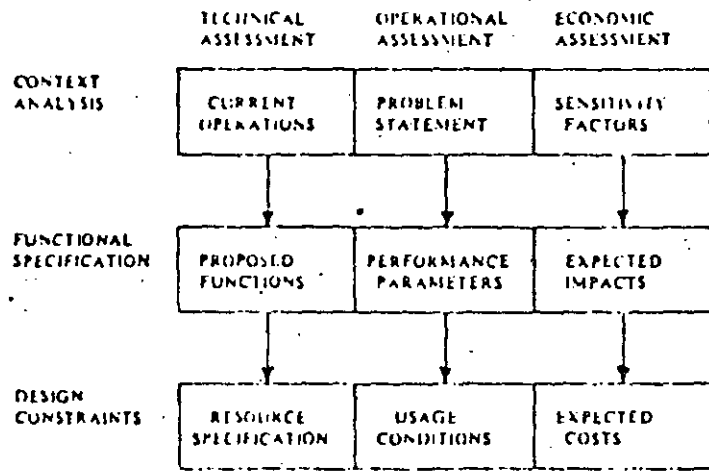 TECHNICAL OPERATIONAL ECONOMIC
ASSESSMENT ASSESSMENT ASSESSMENT
CONTEXT
ANALYSIS
CURRENT PROBLEM SENSITIVITY
OPERATIONS STATEMENT FACTORS
FUNCTIONAL
SPECIFICATION
PROPOSED PERFORMANCE EXPECTED
FUNCTIONS PARAMETERS IMPACTS
DESIGN
CONSTRAINTS
RESOURCE USAGE EXPECTED
SPECIFICATION CONDITIONS COSTS